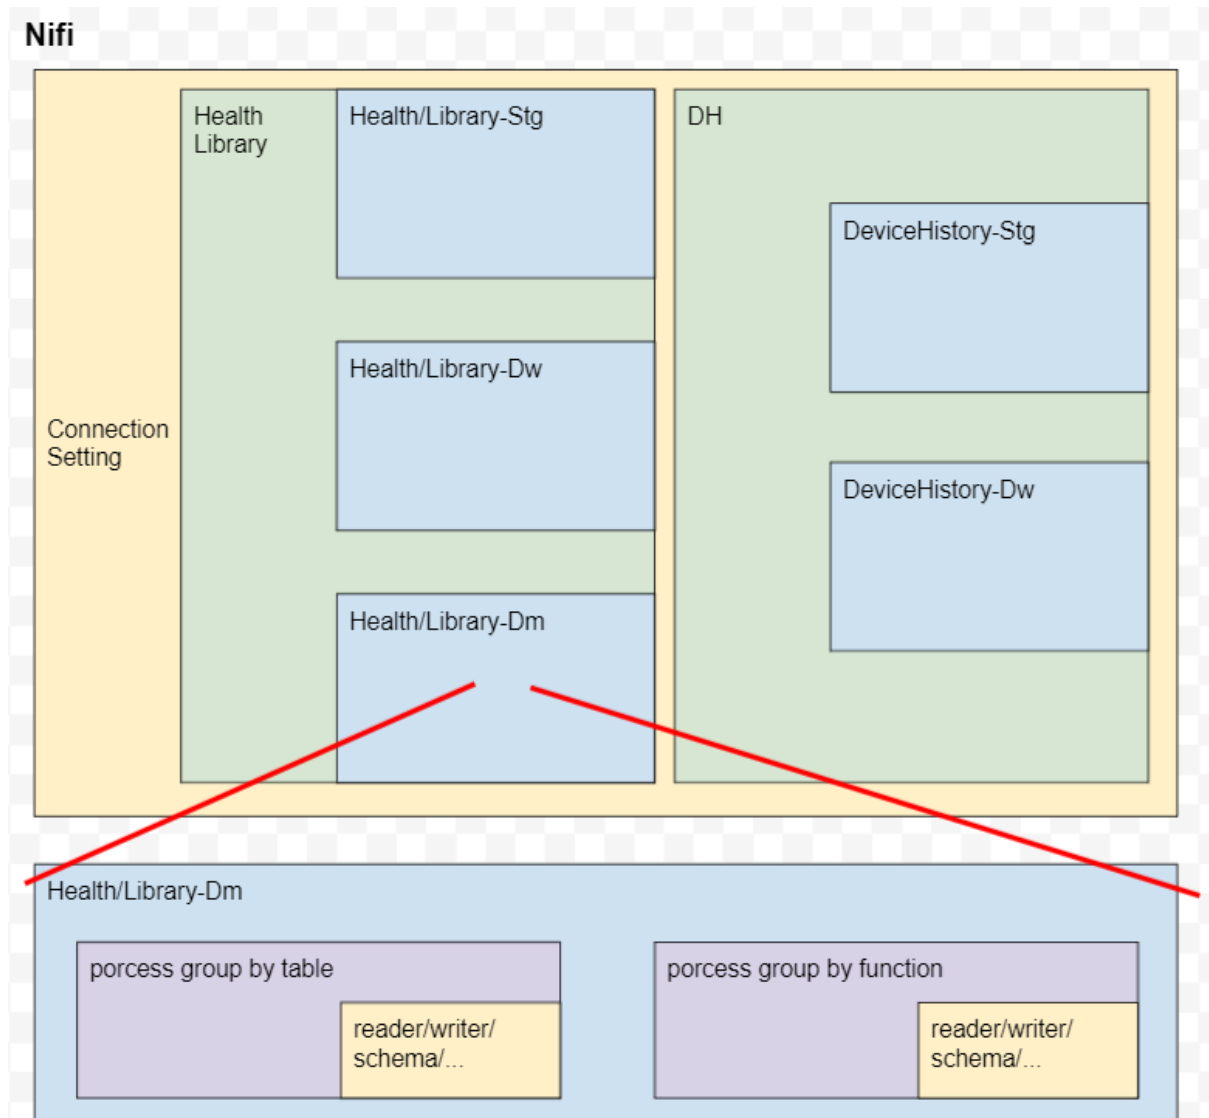 Nifi
Health
Library
Health/Library-Stg
DH
DeviceHistory-Stg
Health/Library-Dw
Connection
Setting
DeviceHistory-Dw
Health/Library-Dm
Health/Library-Dm
porcess group by table
reader/writer/
schema/...
porcess group by function
reader/writer/
schema/...